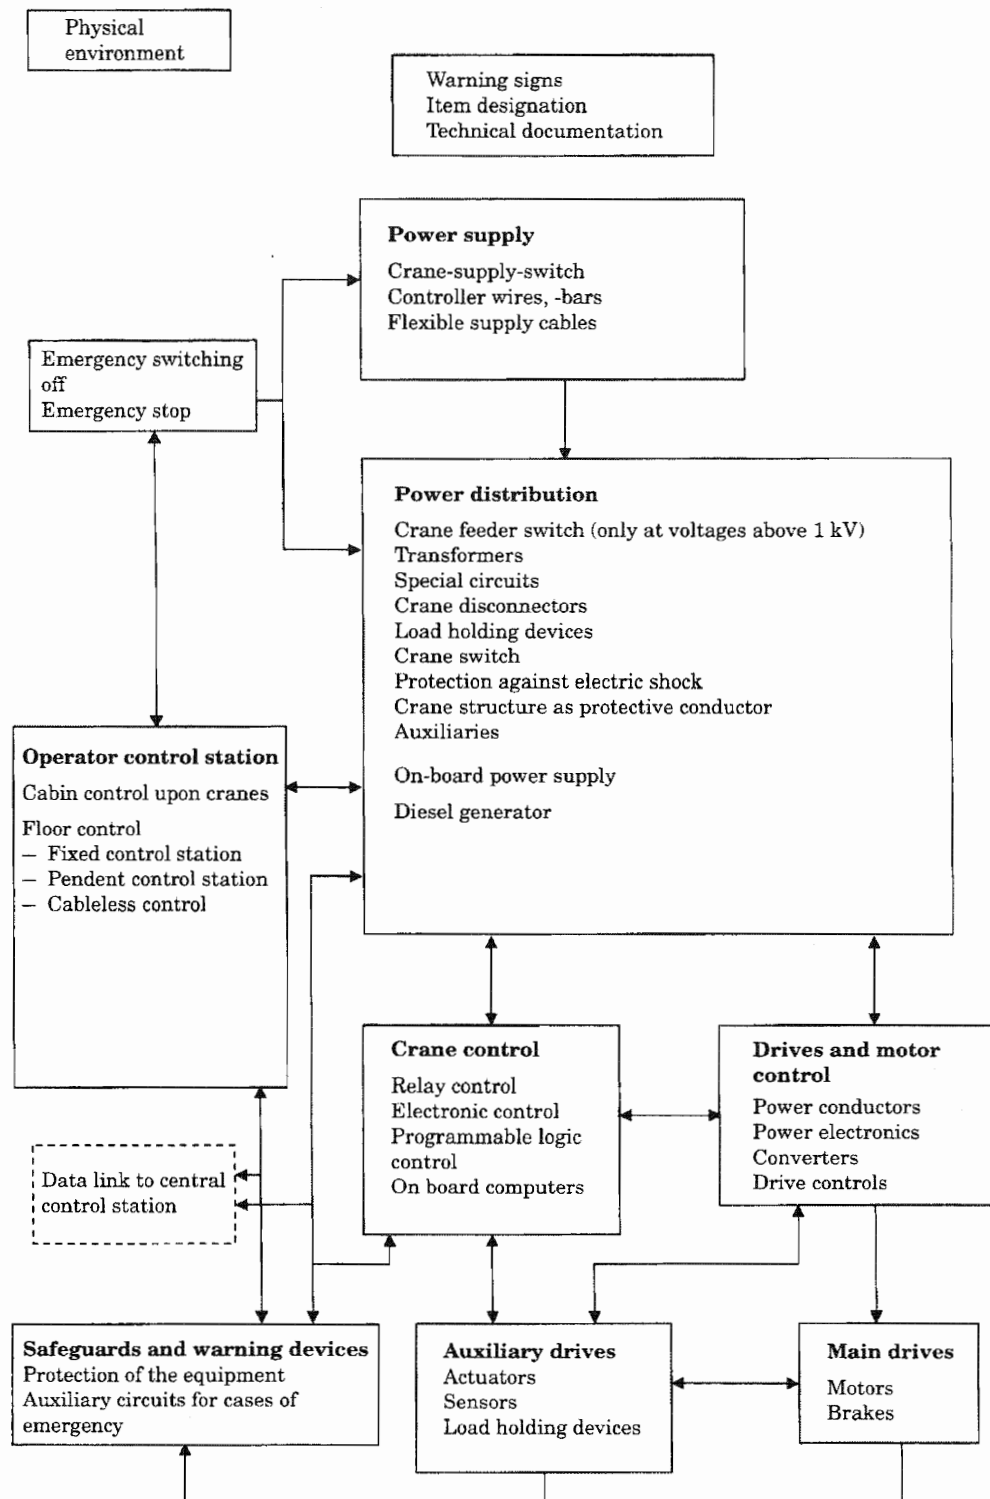 Physical
environment
Warning signs
Item designation
Technical documentation
Power supply
Crane-supply-switch
Controller wires, -bars
Flexible supply cables
Emergency switching
off
Emergency stop
Power distribution
Crane feeder switch (only at voltages above 1 kV)
Transformers
Special circuits
Crane disconnectors
Load holding devices
Crane switch
Protection against electric shock
Crane structure as protective conductor
Auxiliaries
On-board power supply
Diesel generator
Operator control station
Cabin control upon cranes
Floor control
— Fixed control station
— Pendent control station
— Cableless control
Crane control
Relay control
Electronic control
Programmable logic
control
On board computers
Drives and motor
control
Power conductors
Power electronics
Converters
Drive controls
Data link to central
control station
Safeguards and warning devices
Protection of the equipment
Auxiliary circuits for cases of
emergency
Auxiliary drives
Actuators
Sensors
Load holding devices
Main drives
Motors
Brakes